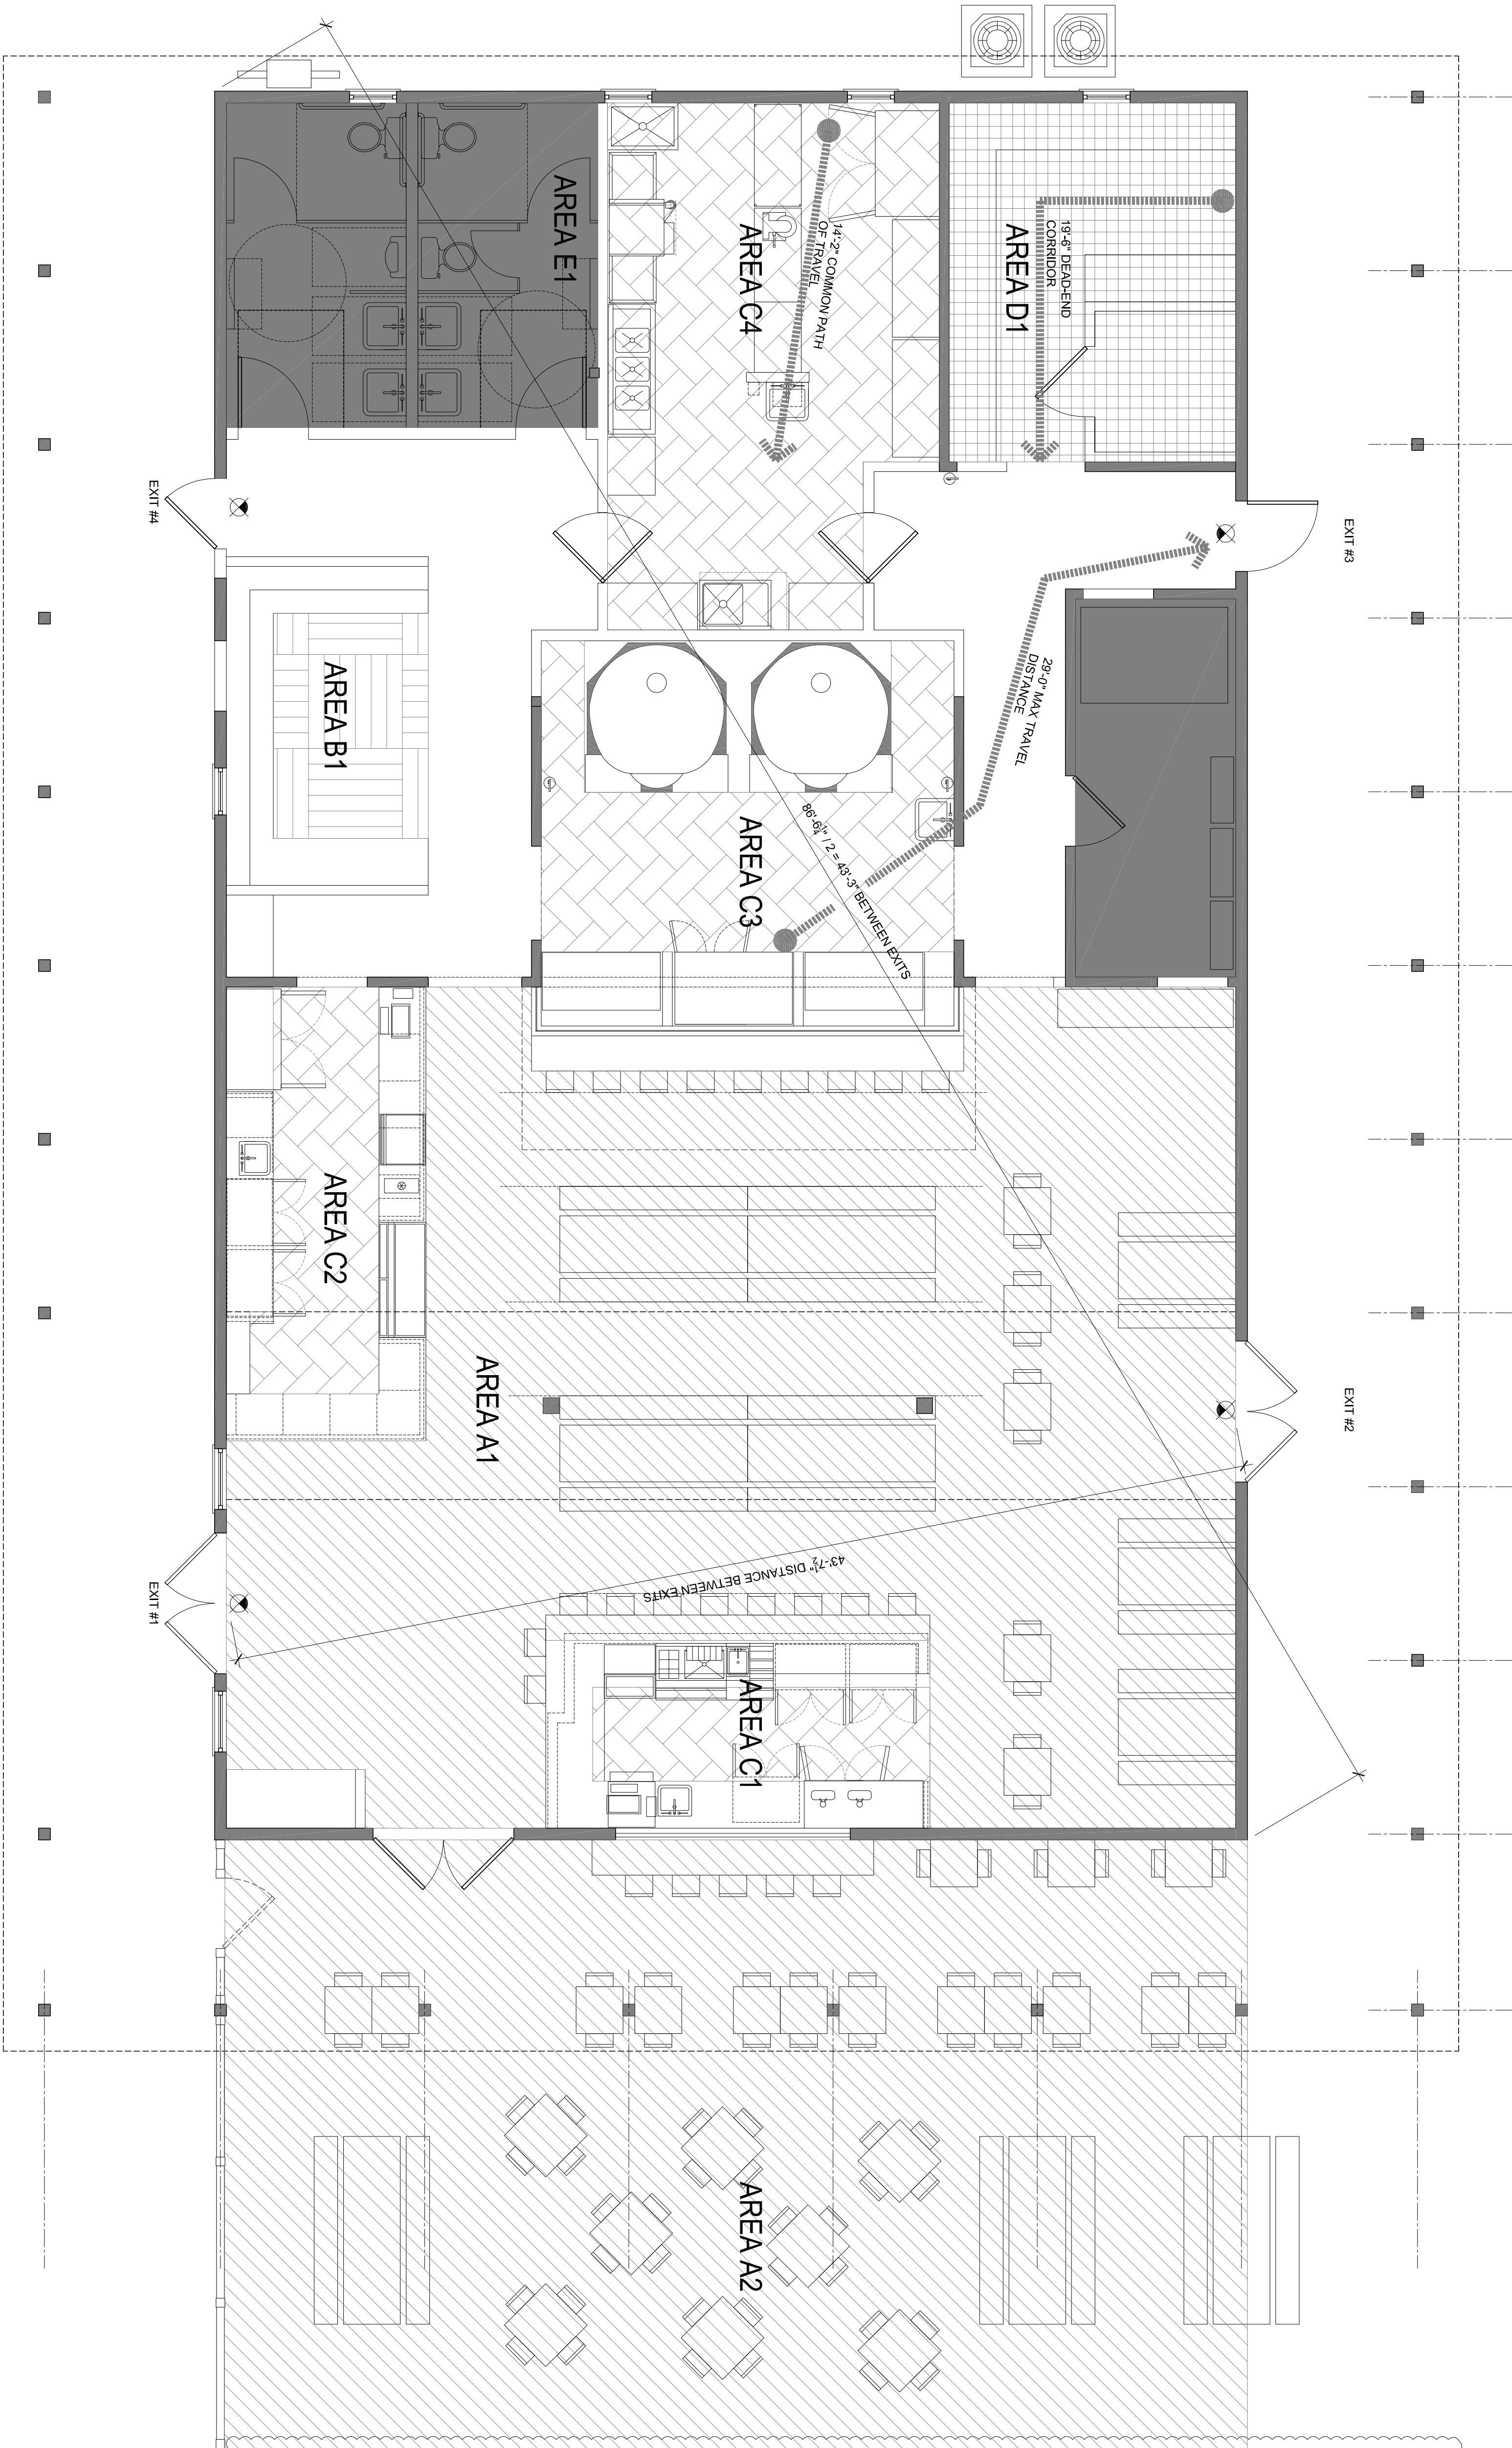 EXIT #3
EXIT #2
19'-6" DEAD-END
CORRIDOR
AREA D1
29'-0" MAX TRAVEL
DISTANCE
14'-2" COMMON PATH
OF TRAVEL
AREA C4
AREA C3
86'-6¼" / 2 = 43'-3" BETWEEN EXITS
43'-7½" DISTANCE BETWEEN EXITS
AREA C1
AREA A2
AREA E1
AREA A1
AREA B1
AREA C2
EXIT #4
EXIT #1